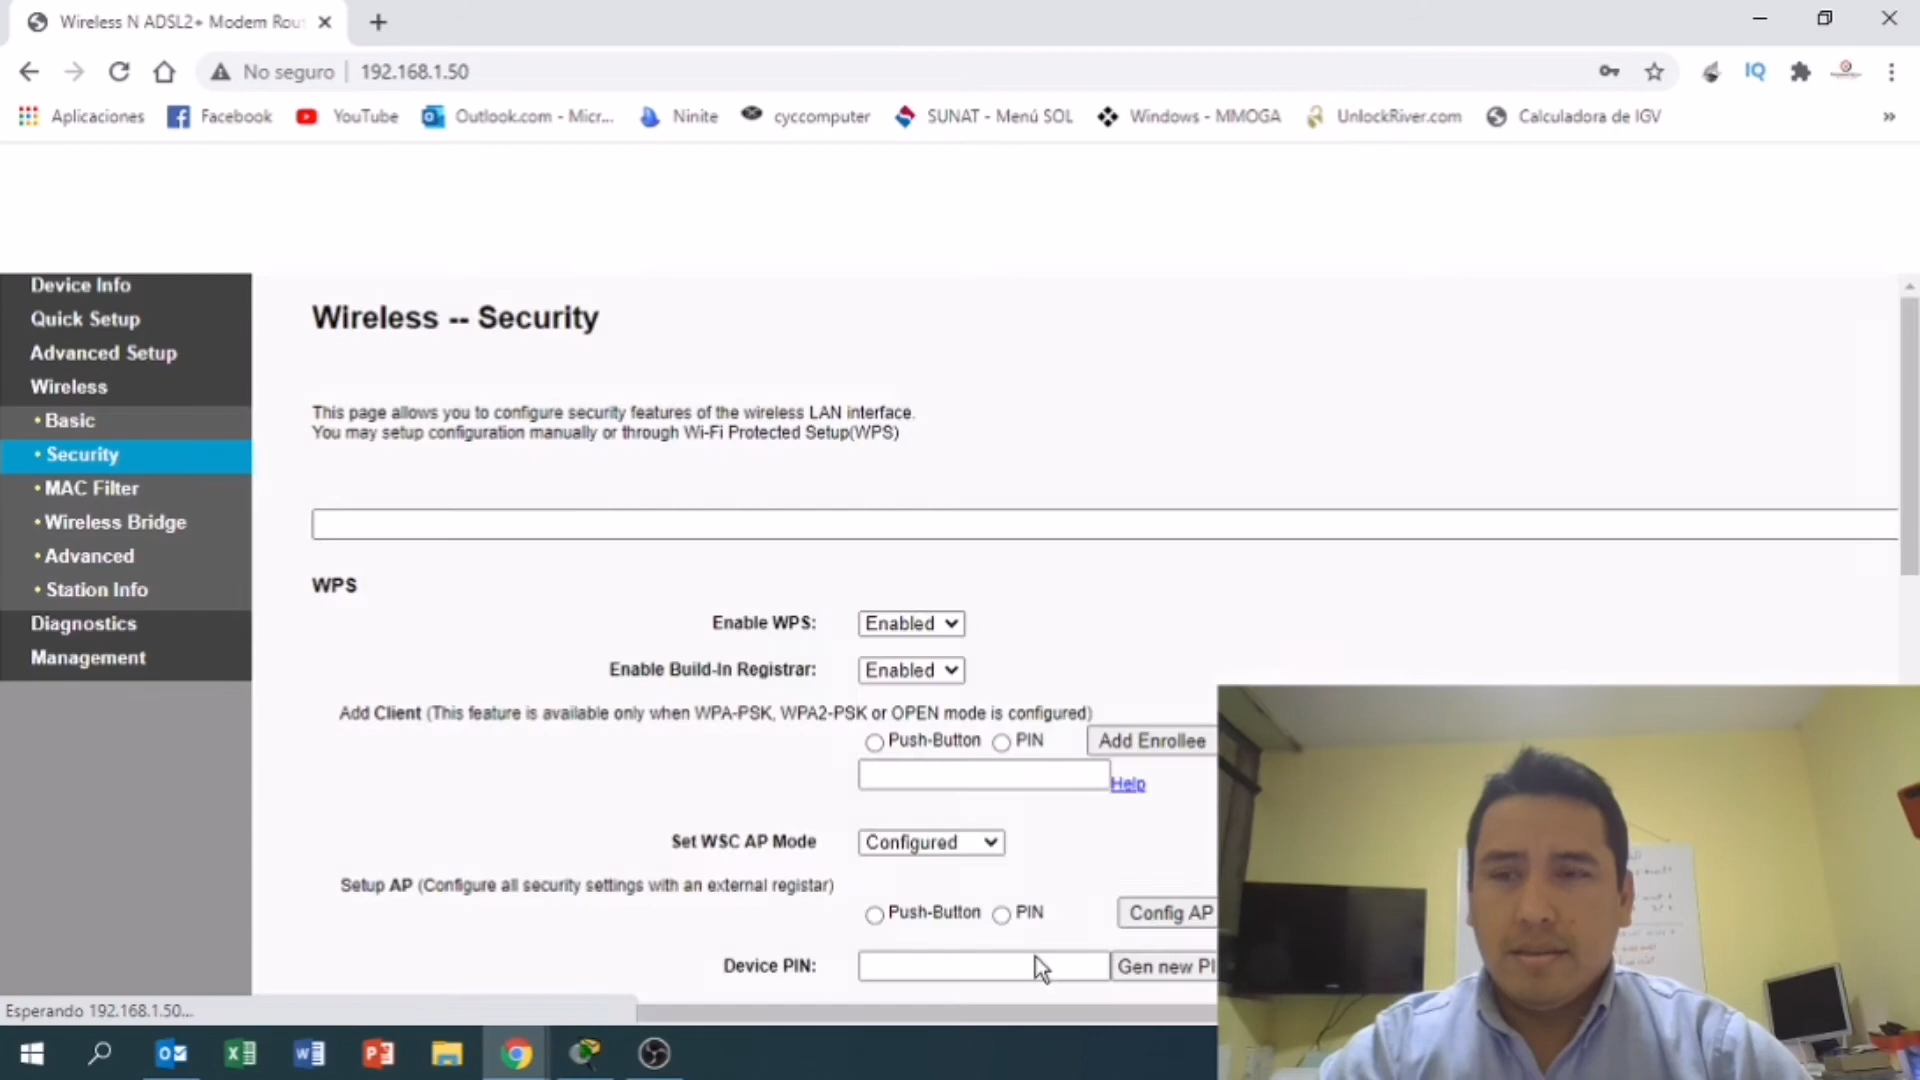 Wireless N ADSL2+ Modem Rou
No seguro
192.168.1.50
IQ
Aplicaciones
Facebook
YouTube
Outlook.com - Micr...
Ninite
cyccomputer
SUNAT - Menú SOL
Windows - MMOGA
UnlockRiver.com
Calculadora de IGV
»
Device Info
Quick Setup
Advanced Setup
Wireless
• Basic
• Security
• MAC Filter
• Wireless Bridge
• Advanced
• Station Info
Diagnostics
Management
Wireless -- Security
This page allows you to configure security features of the wireless LAN interface.
You may setup configuration manually or through Wi-Fi Protected Setup(WPS)
WPS
Enable WPS: Enabled
Enable Build-In Registrar: Enabled
Add Client (This feature is available only when WPA-PSK, WPA2-PSK or OPEN mode is configured)
Push-Button PIN Add Enrollee
Help
Set WSC AP Mode Configured
Setup AP (Configure all security settings with an external registar)
Push-Button PIN Config AP
Device PIN: Gen new PI
Esperando 192.168.1.50...